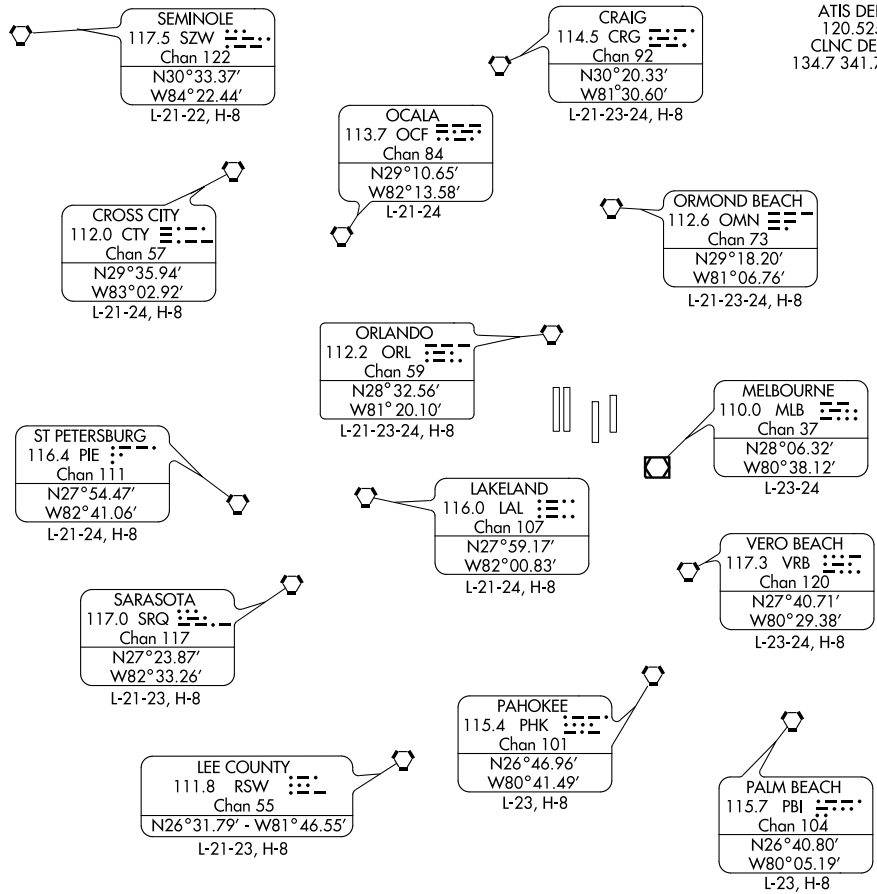 SEMINOLE
117.5 SZW
Chan 122
N30°33.37′
W84°22.44′
L-21-22, H-8
CRAIG
114.5 CRG
Chan 92
N30°20.33′
W81°30.60′
L-21-23-24, H-8
120.525
134.7 341.7
OCALA
113.7 OCF
Chan 84
N29°10.65′
W82°13.58′
L-21-24
CROSS CITY
112.0 CTY
Chan 57
N29°35.94′
W83°02.92′
L-21-24, H-8
ORMOND BEACH
112.6 OMN
Chan 73
N29°18.20′
W81°06.76′
L-21-23-24, H-8
ORLANDO
112.2 ORL
Chan 59
N28°32.56′
W81°20.10′
L-21-23-24, H-8
MELBOURNE
110.0 MLB
Chan 37
N28°06.32′
W80°38.12′
L-23-24
ST PETERSBURG
116.4 PIE
Chan 111
N27°54.47′
W82°41.06′
L-21-24, H-8
LAKELAND
116.0 LAL
Chan 107
N27°59.17′
W82°00.83′
L-21-24, H-8
VERO BEACH
117.3 VRB
Chan 120
N27°40.71′
W80°29.38′
L-23-24, H-8
SARASOTA
117.0 SRQ
Chan 117
N27°23.87′
W82°33.26′
L-21-23, H-8
PAHOKEE
115.4 PHK
Chan 101
N26°46.96′
W80°41.49′
L-23, H-8
LEE COUNTY
111.8 RSW
Chan 55
N26°31.79′ - W81°46.55′
L-21-23, H-8
PALM BEACH
115.7 PBI
Chan 104
N26°40.80′
W80°05.19′
L-23, H-8
ATIS
CLNC